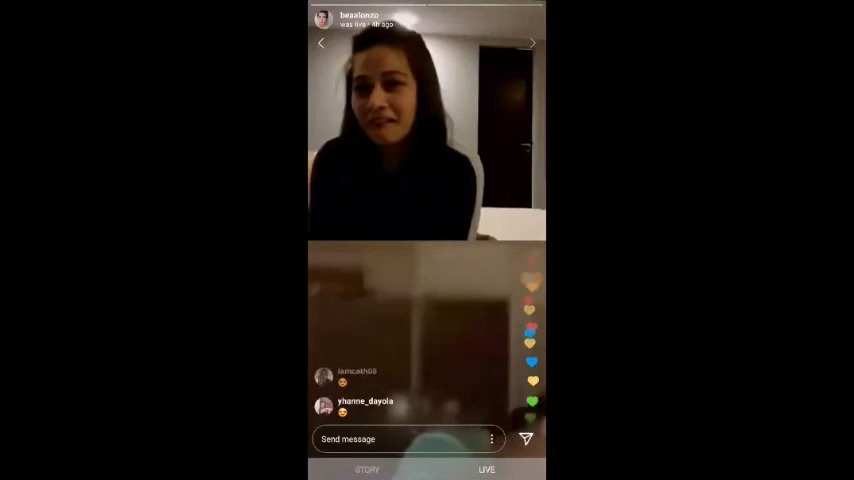 beaalonzo
was live • 4h ago
iamcath08
yhanne_dayola
Send message
STORY
LIVE